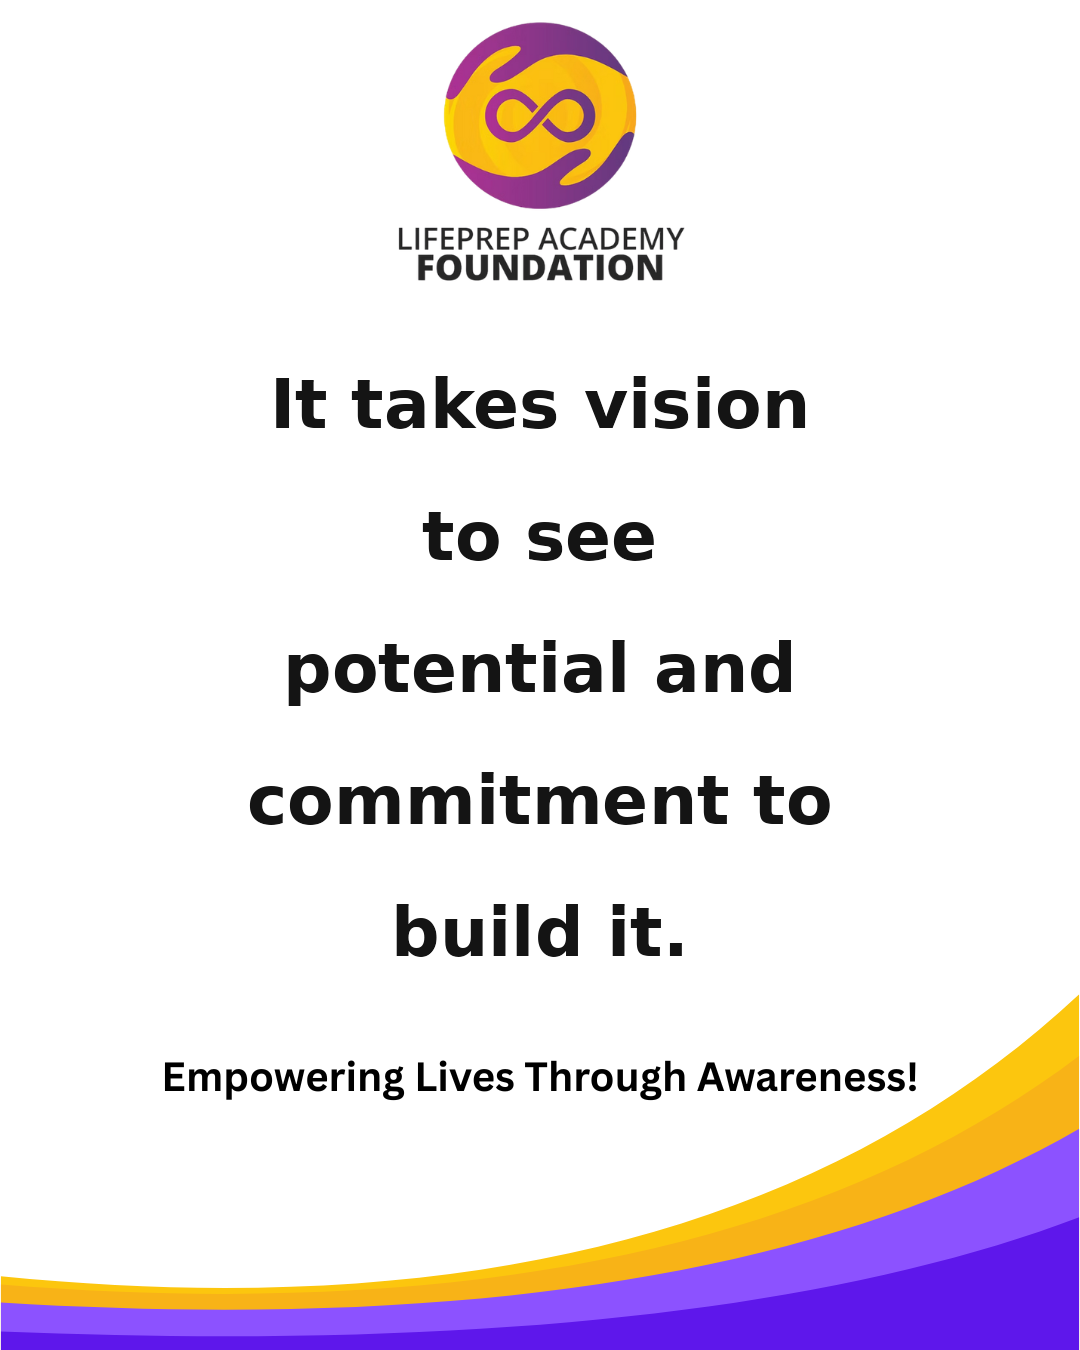 LIFEPREP ACADEMY
FOUNDATION
It takes vision
to see
potential and
commitment to
build it.
Empowering Lives Through Awareness!